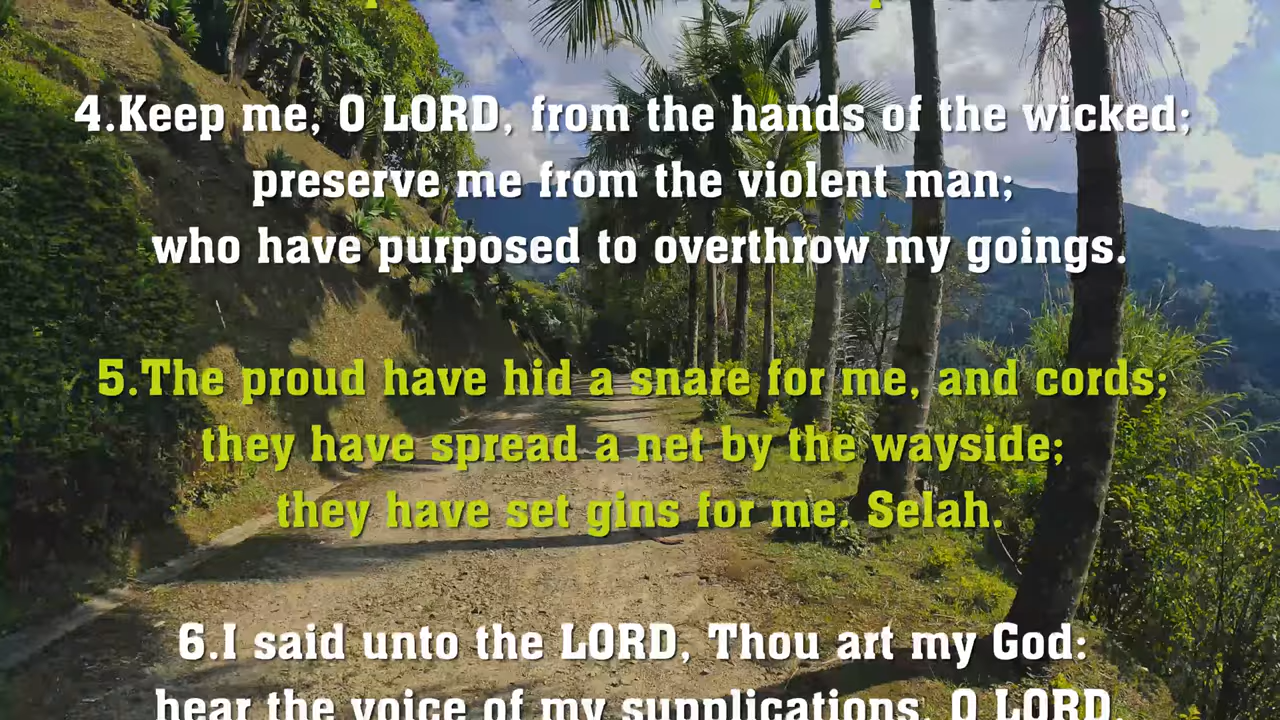 4.Keep me, O LORD, from the hands of the wicked;
preserve me from the violent man;
who have purposed to overthrow my goings.
5.The proud have hid a snare for me, and cords;
they have spread a net by the wayside;
they have set gins for me. Selah.
6.I said unto the LORD, Thou art my God:
hear the voice of my supplications, O LORD